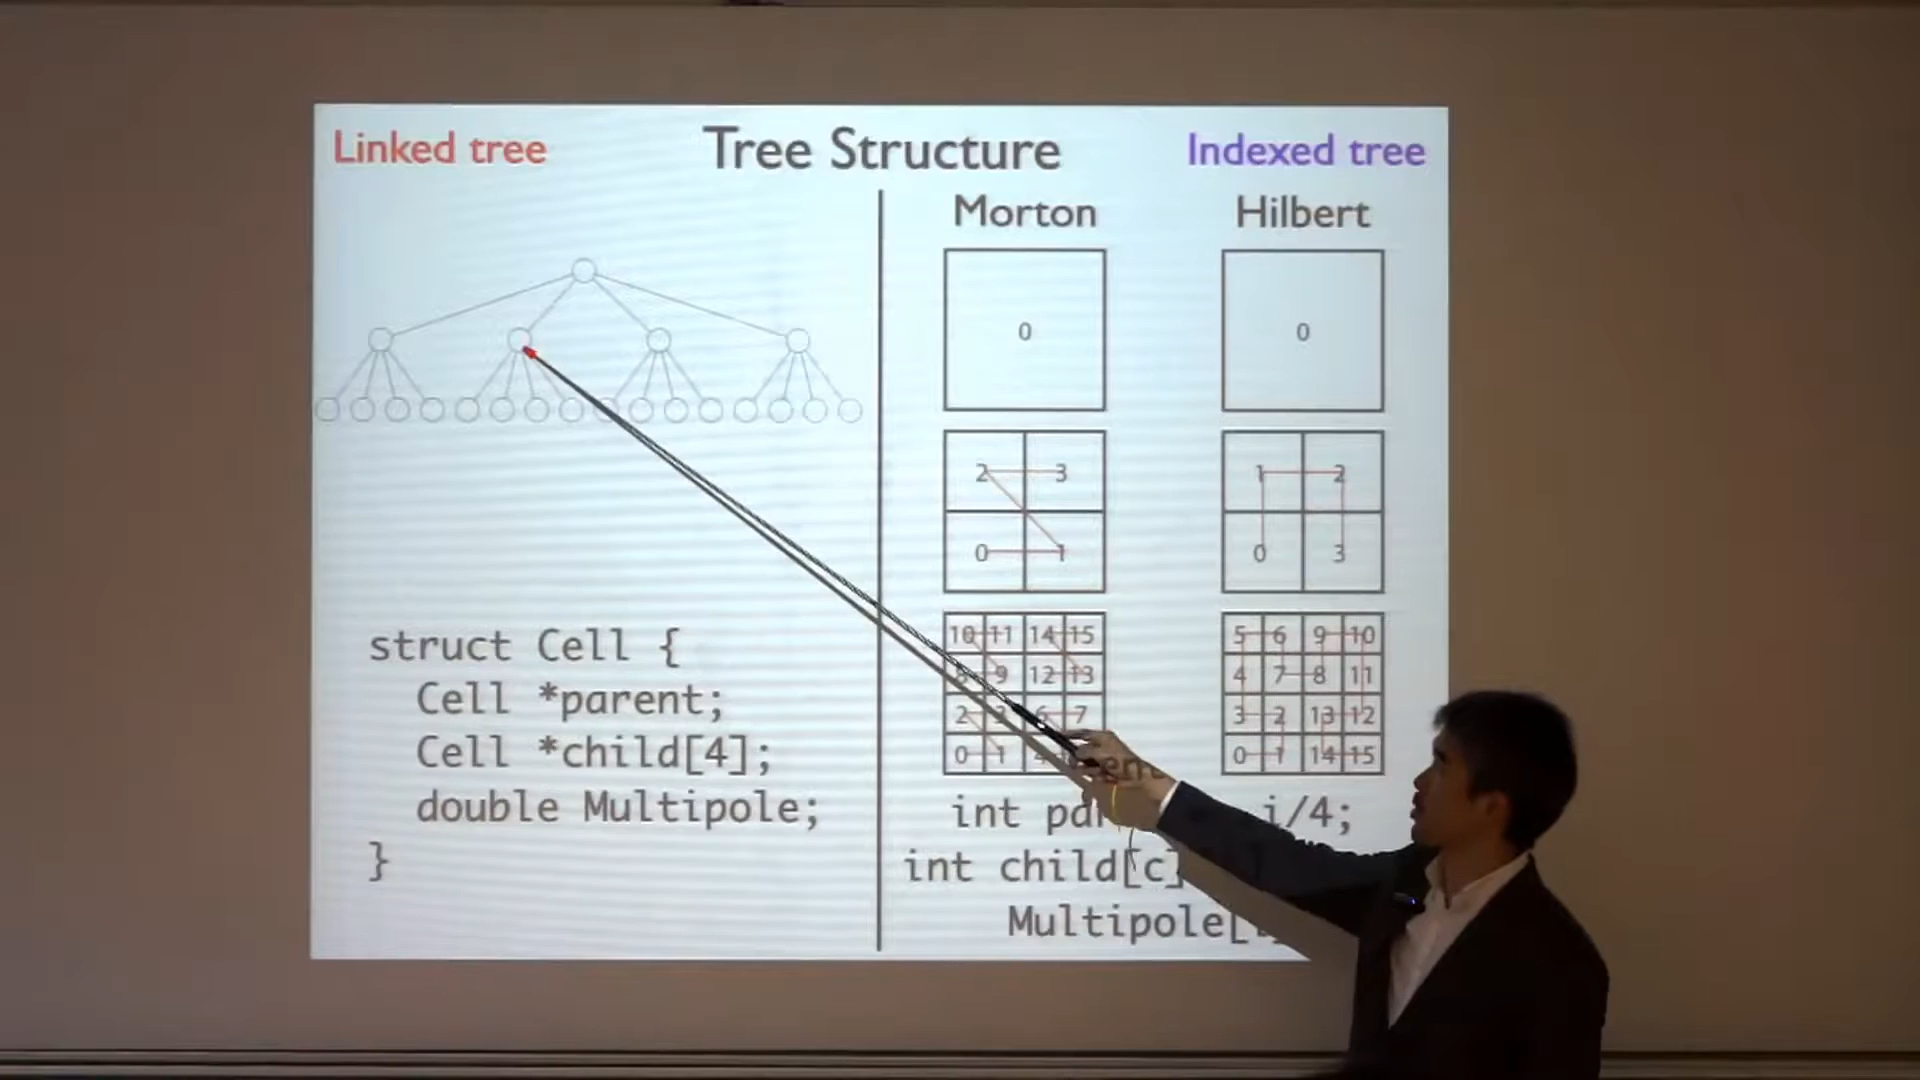 Linked tree
Tree Structure
Indexed tree
Morton
Hilbert
0
0
2 3
0 1
1 2
0 3
10 11 14 15
8 9 12 13
2 3 6 7
0 1 4
5 6 9 10
4 7 8 11
3 2 13 12
0 1 14 15
struct Cell {
Cell *parent;
Cell *child[4];
double Multipole;
}
int i/4;
int child[c]
Multipole[